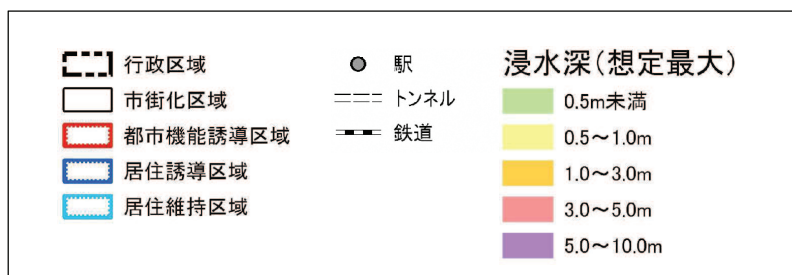 行政区域
市街化区域
都市機能誘導区域
居住誘導区域
居住維持区域
駅
トンネル
鉄道
浸水深(想定最大)
0.5m未満
0.5～1.0m
1.0～3.0m
3.0～5.0m
5.0～10.0m